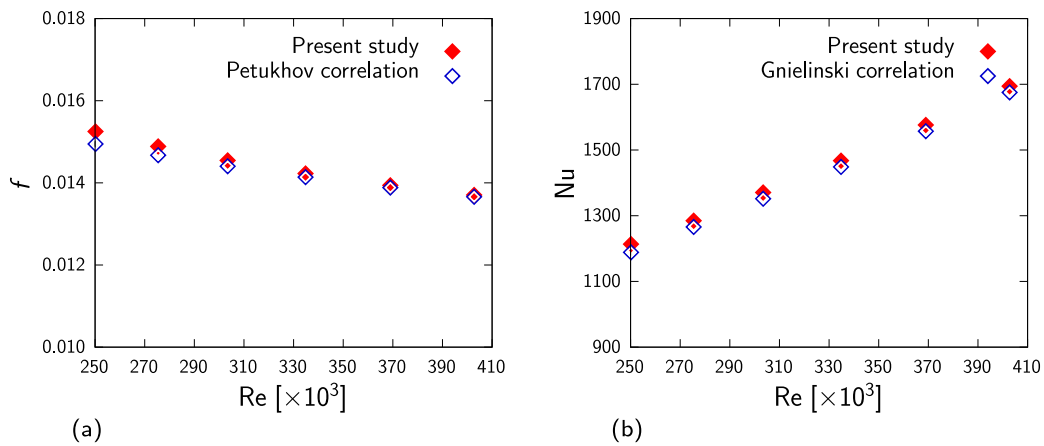 0.018
0.016
0.014
0.012
0.010
f
Present study
Petukhov correlation
250 270 290 310 330 350 370 390 410
Re [×10³]
(a)
1900
1700
1500
1300
1100
900
Nu
Present study
Gnielinski correlation
250 270 290 310 330 350 370 390 410
Re [×10³]
(b)